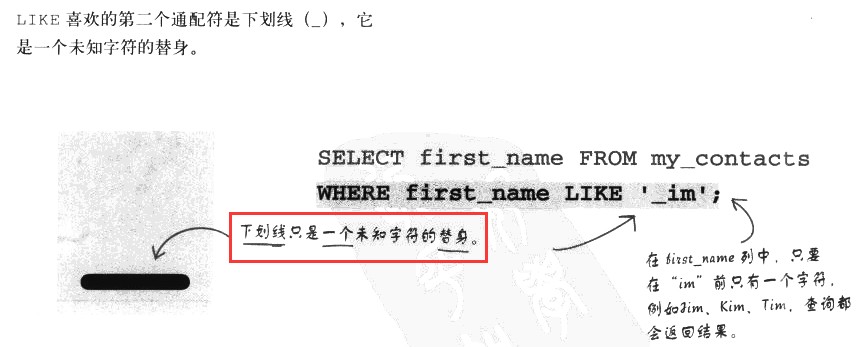 LIKE 喜欢的第二个通配符是下划线（_），它
是一个未知字符的替身。
SELECT first_name FROM my_contacts
WHERE first_name LIKE '_im';
下划线只是一个未知字符的替身。
在 first_name 列中，只要
在“im”前只有一个字符，
例如Jim、Kim、Tim，查询都
会返回结果。